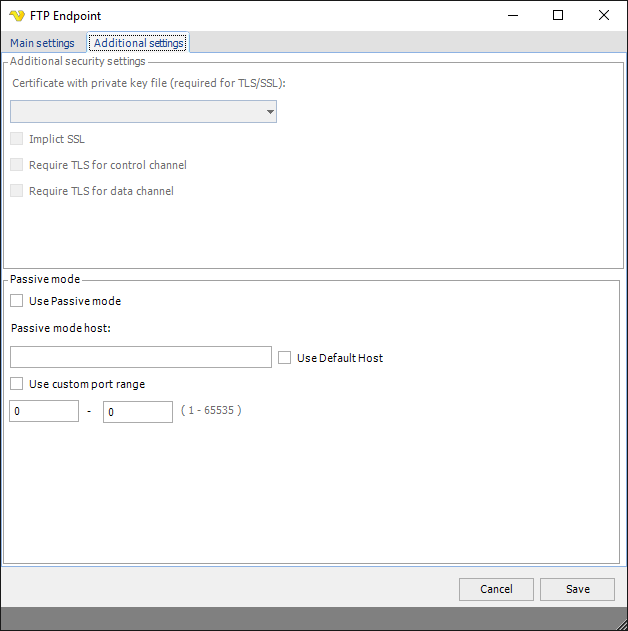 FTP Endpoint
Main settings Additional settings
Additional security settings
Certificate with private key file (required for TLS/SSL):
Implict SSL
Require TLS for control channel
Require TLS for data channel
Passive mode
Use Passive mode
Passive mode host:
Use Default Host
Use custom port range
0 - 0 ( 1 - 65535 )
Cancel Save